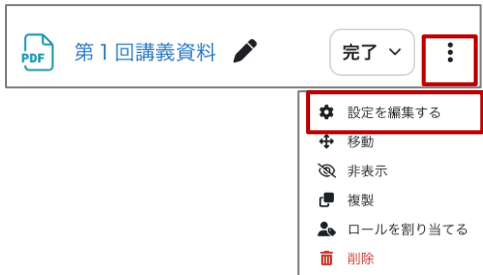 PDF 第1回講義資料 完了
設定を編集する
移動
非表示
複製
ロールを割り当てる
削除